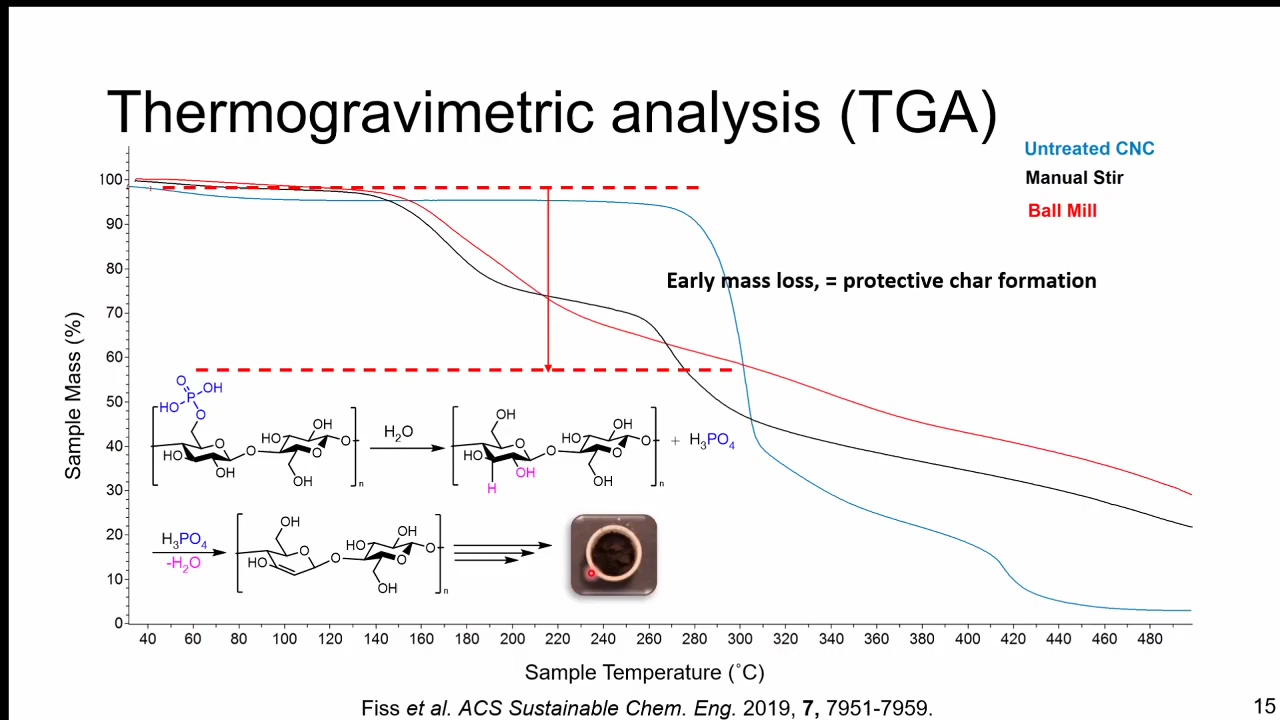 Thermogravimetric analysis (TGA)
Untreated CNC
Manual Stir
Ball Mill
Early mass loss, = protective char formation
Sample Mass (%)
100
90
80
70
60
50
40
30
20
10
0
O
P
OH
HO
O
O
HO
OH
O
HO
OH
O
OH
O
n
H₂O
OH
O
HO
OH
H
O
HO
OH
O
OH
O
n
+ H₃PO₄
H₃PO₄
-H₂O
OH
O
HO
O
HO
OH
O
OH
O
n
40 60 80 100 120 140 160 180 200 220 240 260 280 300 320 340 360 380 400 420 440 460 480
Sample Temperature (˚C)
Fiss et al. ACS Sustainable Chem. Eng. 2019, 7, 7951-7959.
15